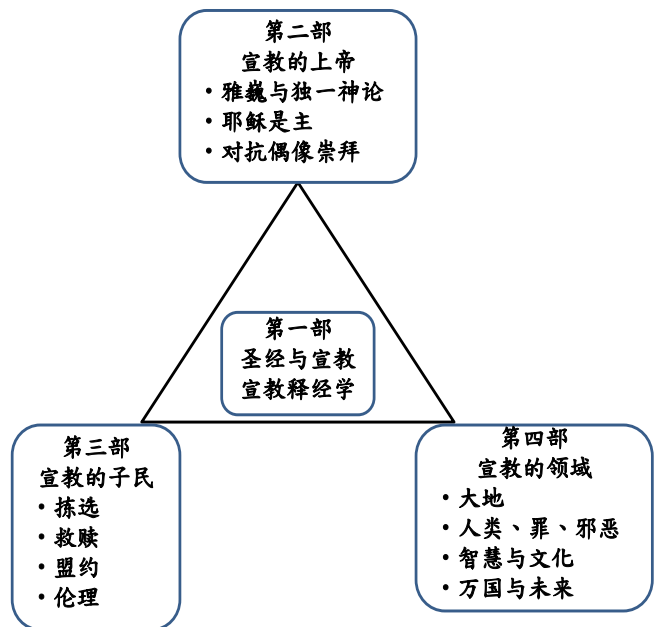 第二部
宣教的上帝
·雅巍与独一神论
·耶稣是主
·对抗偶像崇拜
第一部
圣经与宣教
宣教释经学
第三部
宣教的子民
·拣选
·救赎
·盟约
·伦理
第四部
宣教的领域
·大地
·人类、罪、邪恶
·智慧与文化
·万国与未来